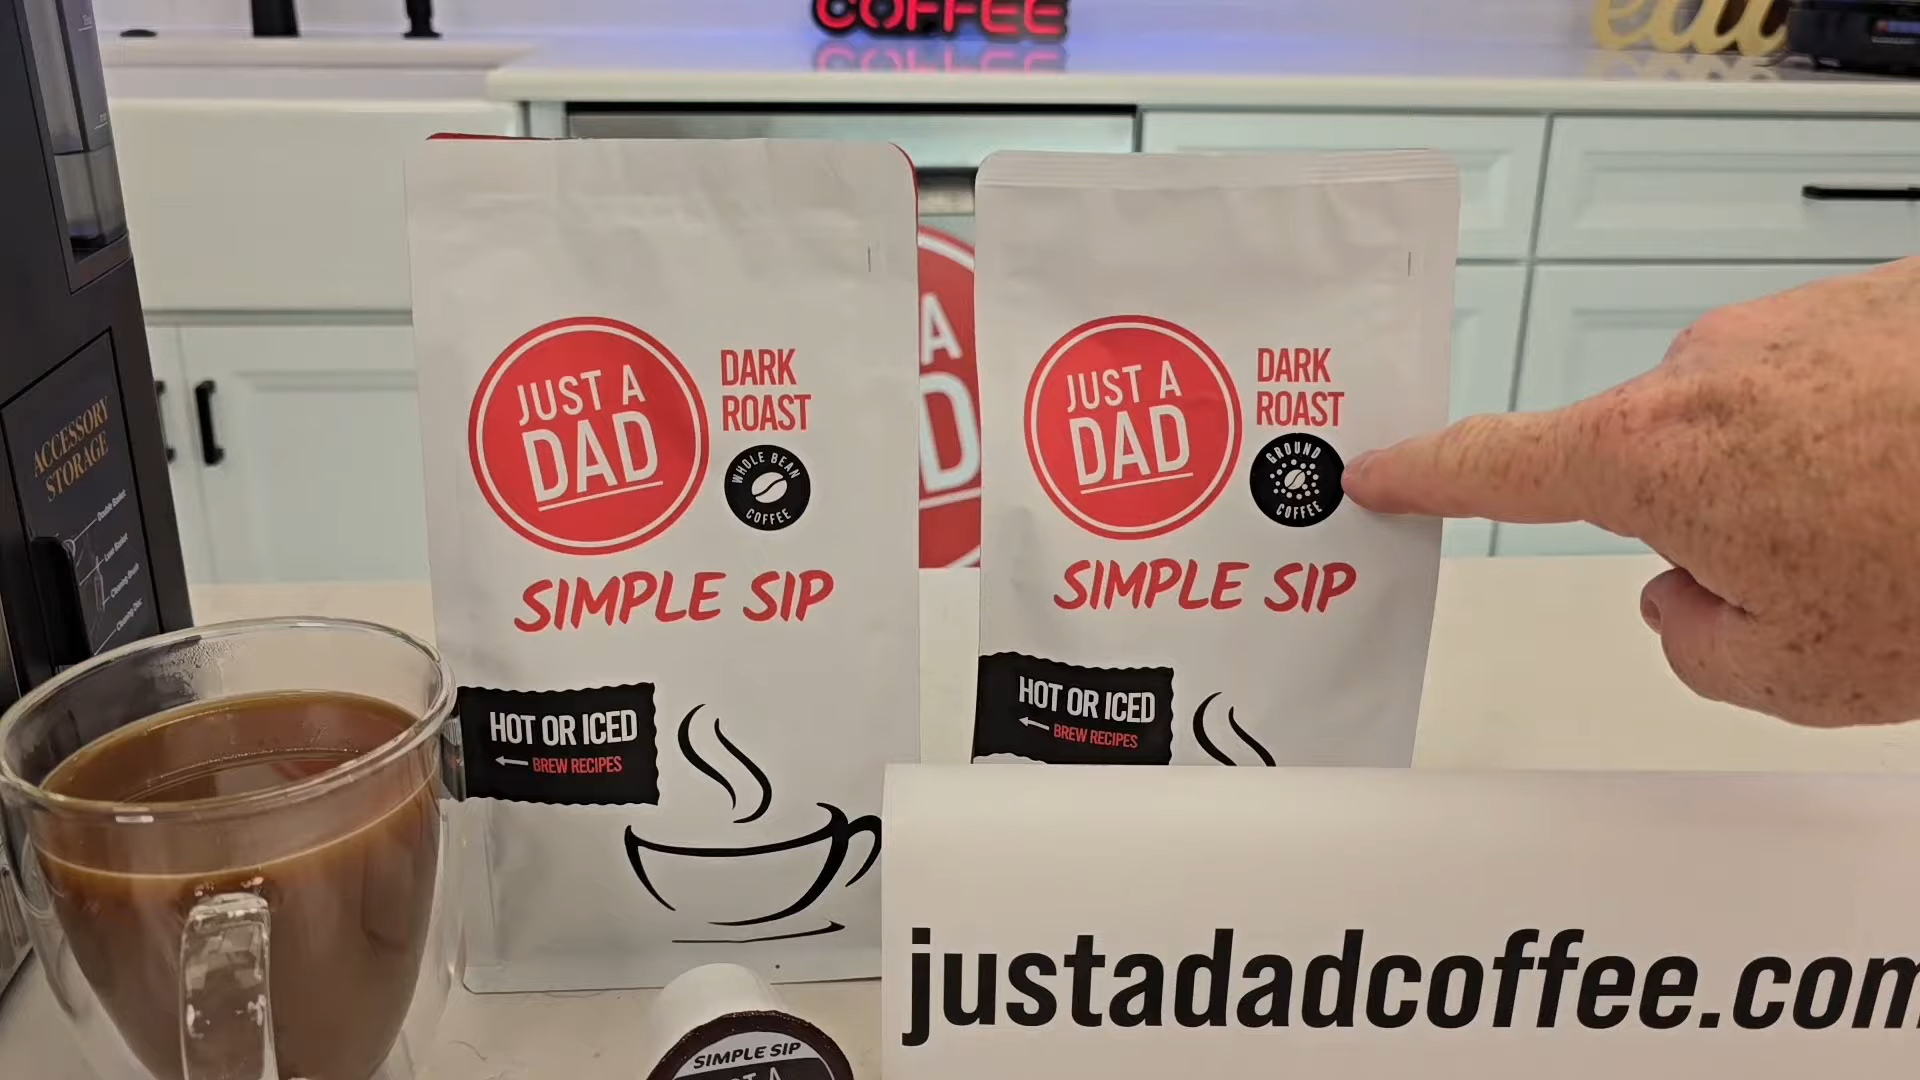 COFFEE
eat
ACCESSORY
STORAGE
JUST A
DAD
DARK
ROAST
WHOLE BEAN
COFFEE
SIMPLE SIP
HOT OR ICED
BREW RECIPES
A
D
JUST A
DAD
DARK
ROAST
GROUND
COFFEE
SIMPLE SIP
HOT OR ICED
BREW RECIPES
justadadcoffee.com
SIMPLE SIP